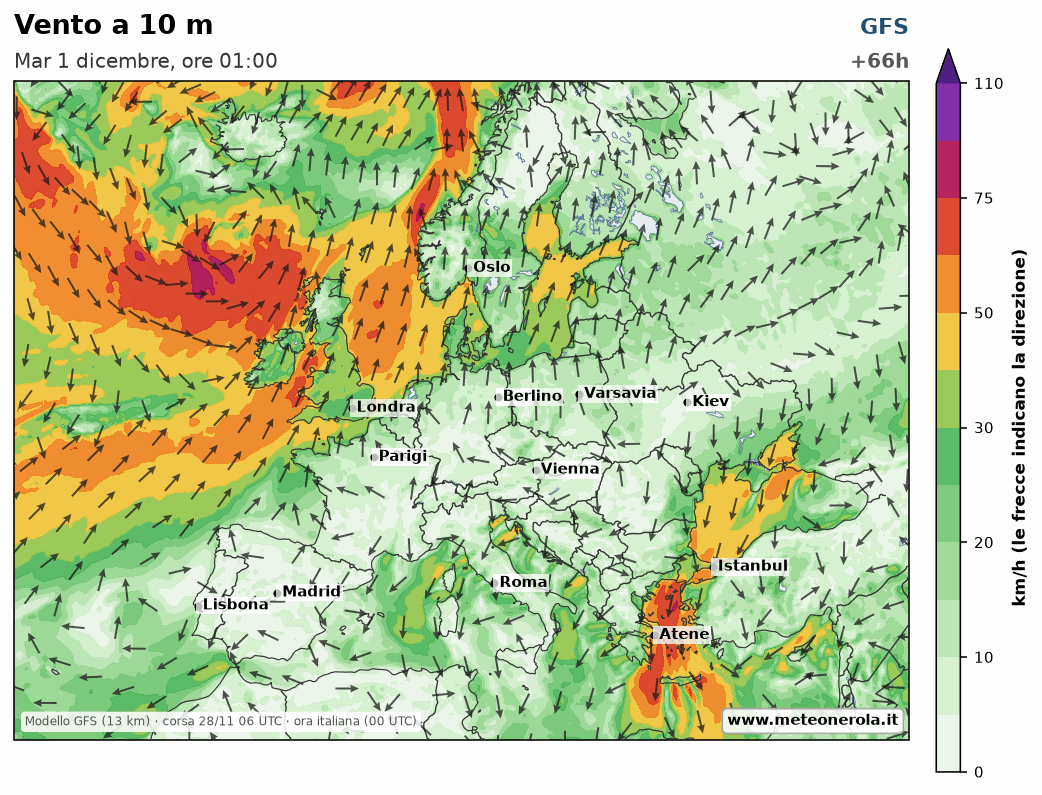 Vento a 10 m
GFS
Mar 1 dicembre, ore 01:00
+66h
110
75
50
30
20
10
0
km/h (le frecce indicano la direzione)
Oslo
Londra
Berlino
Varsavia
Kiev
Parigi
Vienna
Istanbul
Roma
Madrid
Lisbona
Atene
Modello GFS (13 km) · corsa 28/11 06 UTC · ora italiana (00 UTC)
www.meteonerola.it